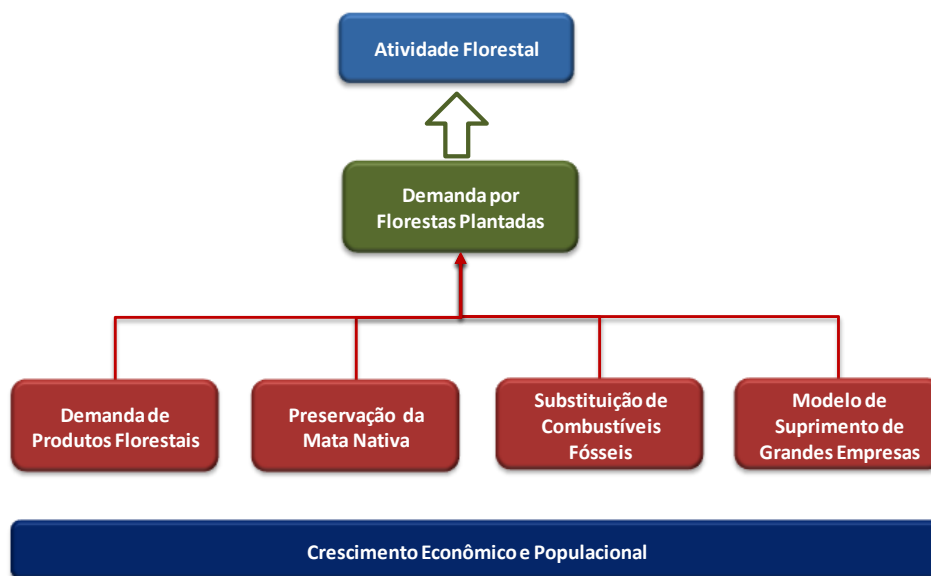 Atividade Florestal
Demanda por
Florestas Plantadas
Demanda de
Produtos Florestais
Preservação da
Mata Nativa
Substituição de
Combustíveis
Fósseis
Modelo de
Suprimento de
Grandes Empresas
Crescimento Econômico e Populacional